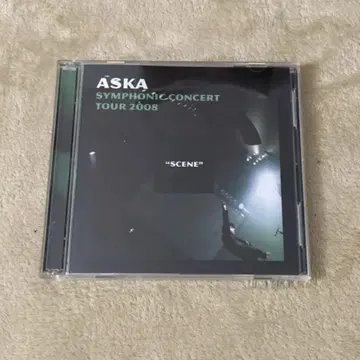 ASKA
SYMPHONIC CONCERT
TOUR 2008
"SCENE"